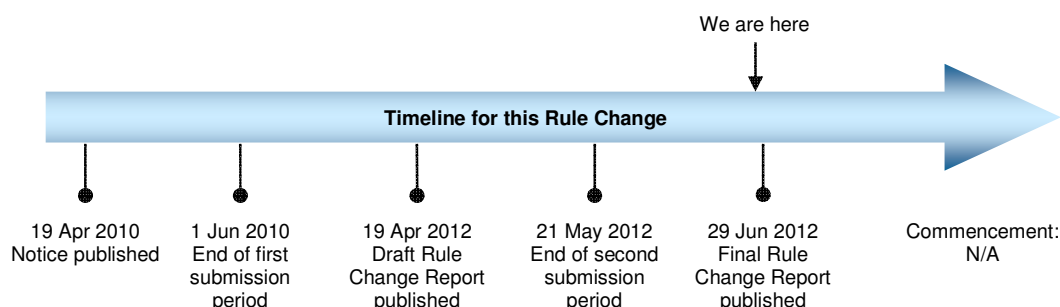 We are here
Timeline for this Rule Change
19 Apr 2010
Notice published
1 Jun 2010
End of first
submission
period
19 Apr 2012
Draft Rule
Change Report
published
21 May 2012
End of second
submission
period
29 Jun 2012
Final Rule
Change Report
published
Commencement:
N/A